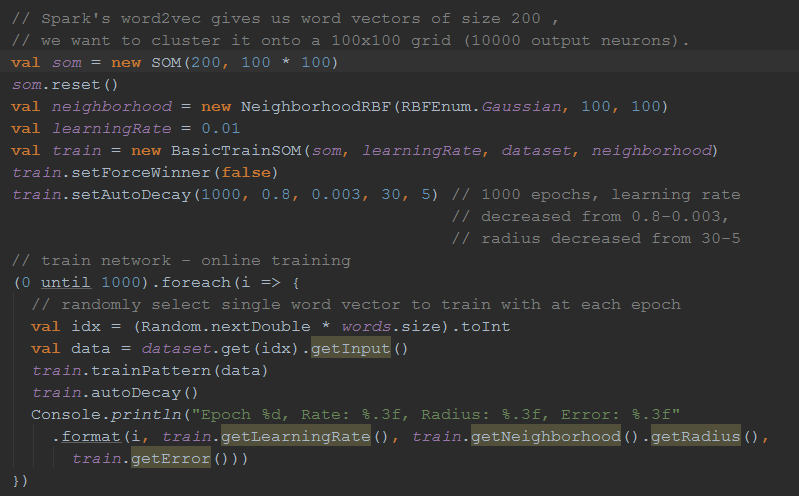 // Spark's word2vec gives us word vectors of size 200 ,
// we want to cluster it onto a 100x100 grid (10000 output neurons).
val som = new SOM(200, 100 * 100)
som.reset()
val neighborhood = new NeighborhoodRBF(RBFEnum.Gaussian, 100, 100)
val learningRate = 0.01
val train = new BasicTrainSOM(som, learningRate, dataset, neighborhood)
train.setForceWinner(false)
train.setAutoDecay(1000, 0.8, 0.003, 30, 5) // 1000 epochs, learning rate
// decreased from 0.8-0.003,
// radius decreased from 30-5
// train network - online training
(0 until 1000).foreach(i => {
// randomly select single word vector to train with at each epoch
val idx = (Random.nextDouble * words.size).toInt
val data = dataset.get(idx).getInput()
train.trainPattern(data)
train.autoDecay()
Console.println("Epoch %d, Rate: %.3f, Radius: %.3f, Error: %.3f"
.format(i, train.getLearningRate(), train.getNeighborhood().getRadius(),
train.getError()))
})